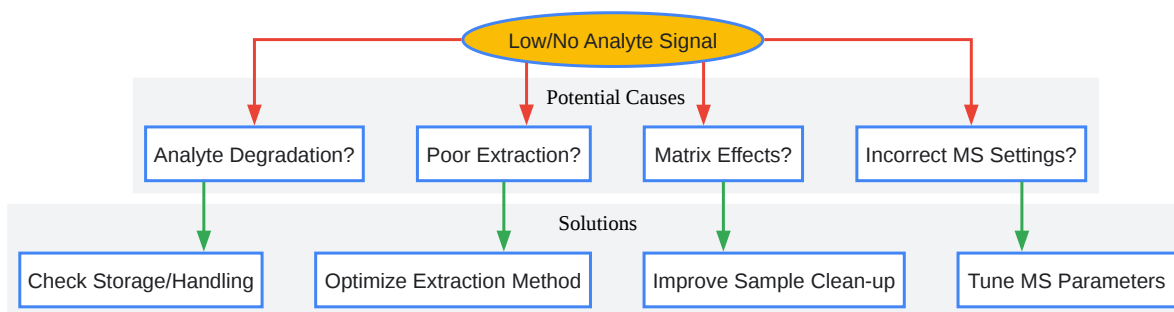 Low/No Analyte Signal
Potential Causes
Analyte Degradation?
Poor Extraction?
Matrix Effects?
Incorrect MS Settings?
Solutions
Check Storage/Handling
Optimize Extraction Method
Improve Sample Clean-up
Tune MS Parameters